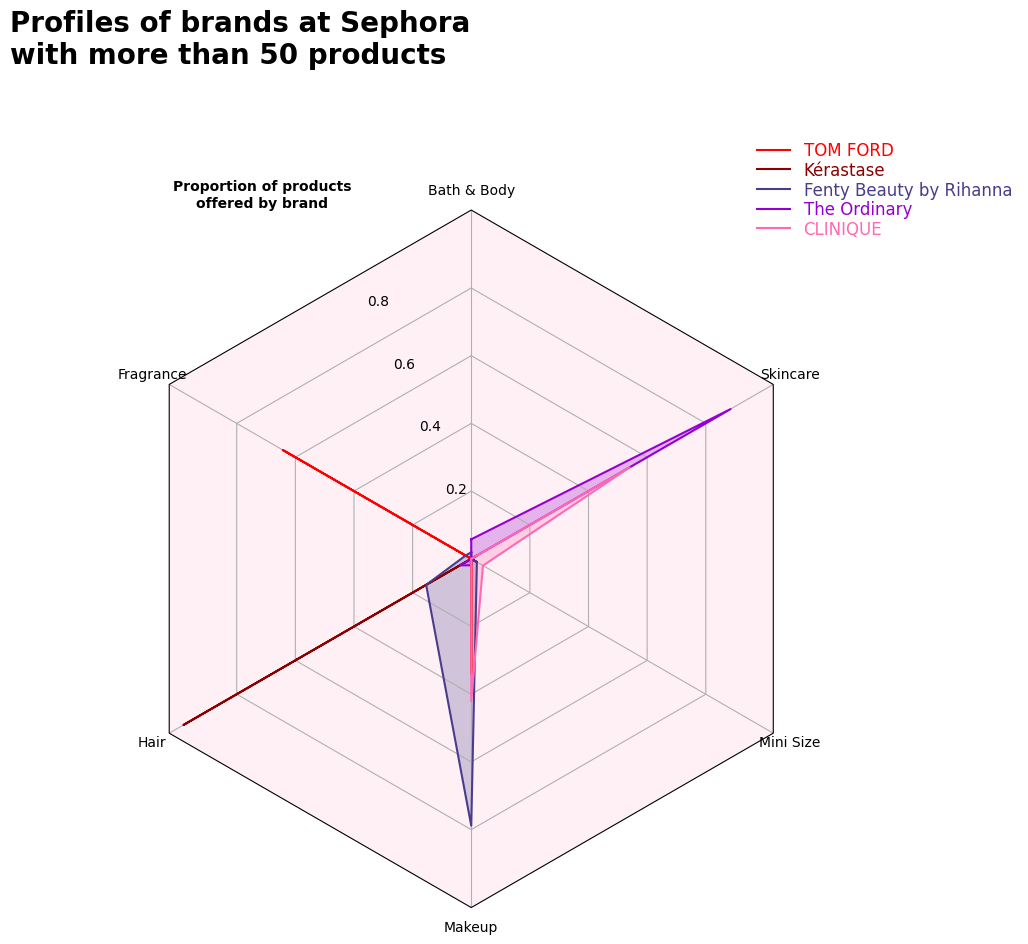 Profiles of brands at Sephora
with more than 50 products
TOM FORD
Kérastase
Fenty Beauty by Rihanna
The Ordinary
CLINIQUE
Proportion of products
offered by brand
Bath & Body
0.8
0.6
0.4
0.2
Fragrance
Skincare
Hair
Mini Size
Makeup